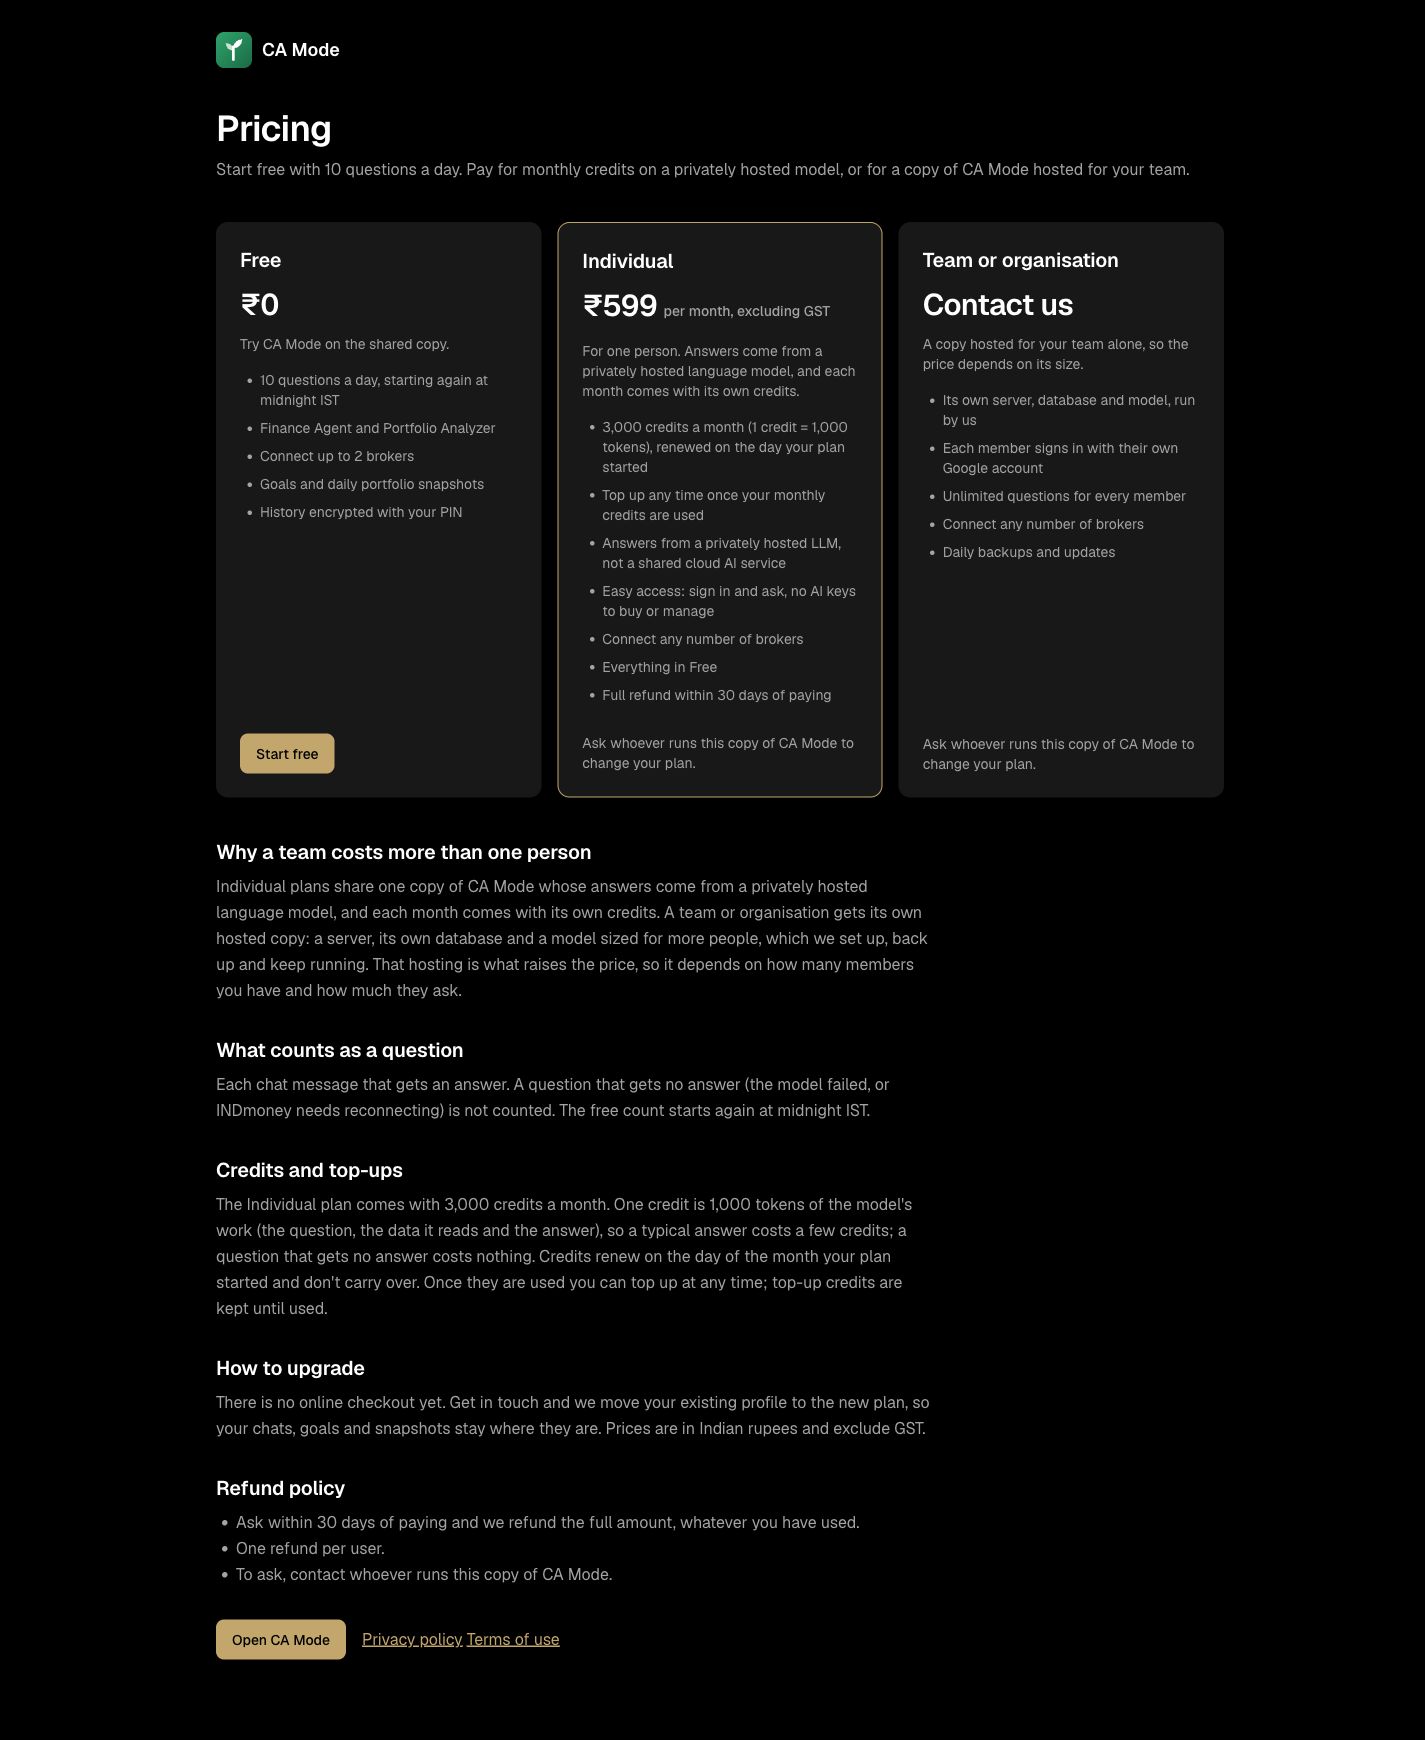 CA Mode
Pricing
Start free with 10 questions a day. Pay for monthly credits on a privately hosted model, or for a copy of CA Mode hosted for your team.
Free
₹0
Try CA Mode on the shared copy.
• 10 questions a day, starting again at
midnight IST
• Finance Agent and Portfolio Analyzer
• Connect up to 2 brokers
• Goals and daily portfolio snapshots
• History encrypted with your PIN
Start free
Individual
₹599 per month, excluding GST
For one person. Answers come from a
privately hosted language model, and each
month comes with its own credits.
• 3,000 credits a month (1 credit = 1,000
tokens), renewed on the day your plan
started
• Top up any time once your monthly
credits are used
• Answers from a privately hosted LLM,
not a shared cloud AI service
• Easy access: sign in and ask, no AI keys
to buy or manage
• Connect any number of brokers
• Everything in Free
• Full refund within 30 days of paying
Ask whoever runs this copy of CA Mode to
change your plan.
Team or organisation
Contact us
A copy hosted for your team alone, so the
price depends on its size.
• Its own server, database and model, run
by us
• Each member signs in with their own
Google account
• Unlimited questions for every member
• Connect any number of brokers
• Daily backups and updates
Ask whoever runs this copy of CA Mode to
change your plan.
Why a team costs more than one person
Individual plans share one copy of CA Mode whose answers come from a privately hosted
language model, and each month comes with its own credits. A team or organisation gets its own
hosted copy: a server, its own database and a model sized for more people, which we set up, back
up and keep running. That hosting is what raises the price, so it depends on how many members
you have and how much they ask.
What counts as a question
Each chat message that gets an answer. A question that gets no answer (the model failed, or
INDmoney needs reconnecting) is not counted. The free count starts again at midnight IST.
Credits and top-ups
The Individual plan comes with 3,000 credits a month. One credit is 1,000 tokens of the model's
work (the question, the data it reads and the answer), so a typical answer costs a few credits; a
question that gets no answer costs nothing. Credits renew on the day of the month your plan
started and don't carry over. Once they are used you can top up at any time; top-up credits are
kept until used.
How to upgrade
There is no online checkout yet. Get in touch and we move your existing profile to the new plan, so
your chats, goals and snapshots stay where they are. Prices are in Indian rupees and exclude GST.
Refund policy
• Ask within 30 days of paying and we refund the full amount, whatever you have used.
• One refund per user.
• To ask, contact whoever runs this copy of CA Mode.
Open CA Mode Privacy policy Terms of use